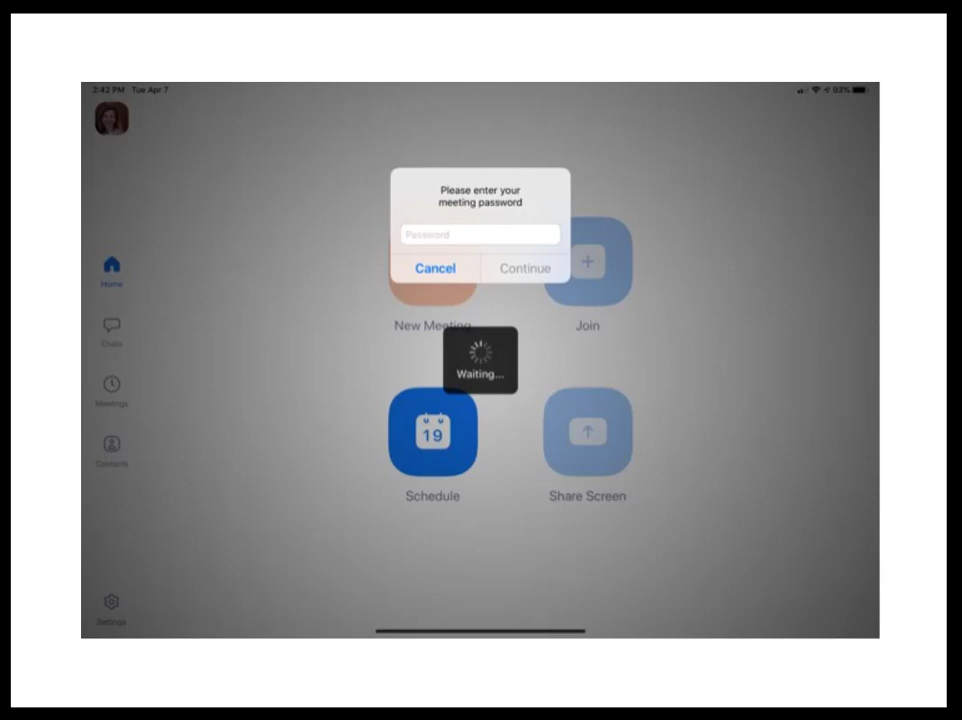 2:42 PM Tue Apr 7
93%
Please enter your
meeting password
Password
Cancel
Continue
New Meeting
Join
Waiting...
Home
Chats
Meetings
Contacts
19
Schedule
Share Screen
Settings